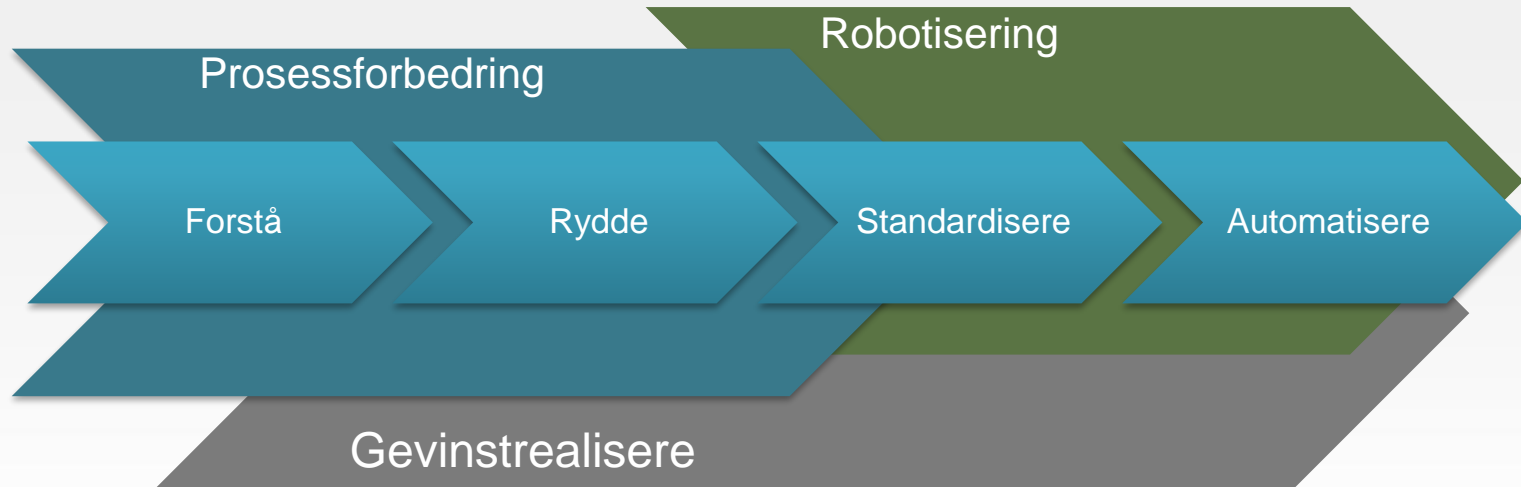 Robotisering
Prosessforbedring
Forstå
Rydde
Standardisere
Automatisere
Gevinstrealisere